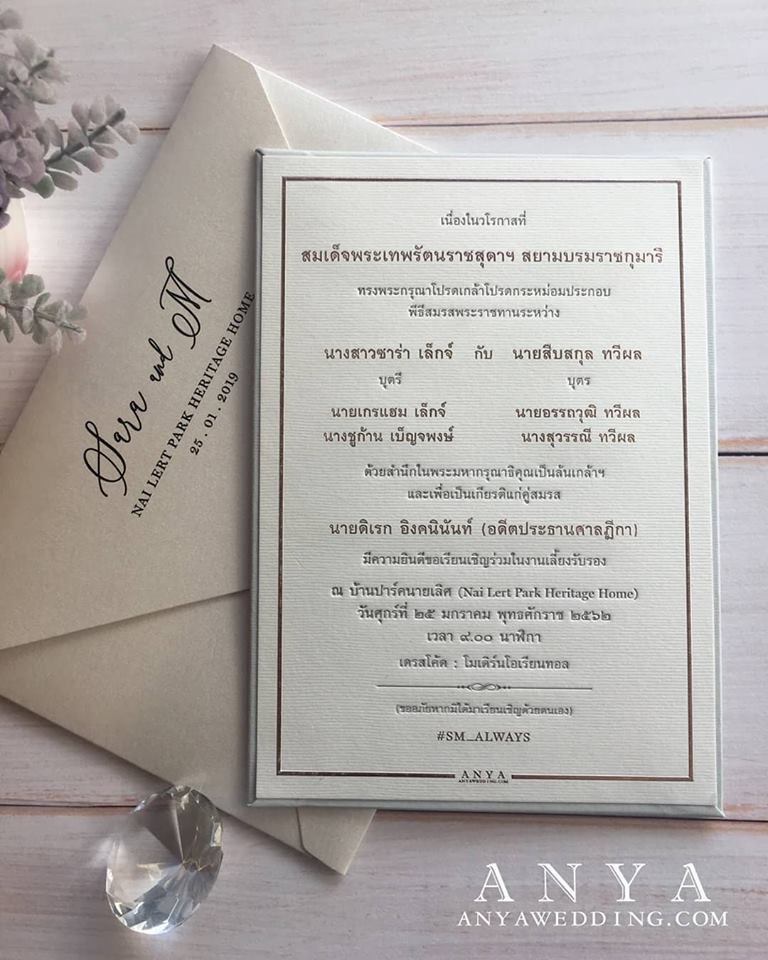 Sara and M
NAI LERT PARK HERITAGE HOME
25 . 01 . 2019
เนื่องในวโรกาสที่
สมเด็จพระเทพรัตนราชสุดาฯ สยามบรมราชกุมารี
ทรงพระกรุณาโปรดเกล้าโปรดกระหม่อมประกอบ
พิธีสมรสพระราชทานระหว่าง
นางสาวซาร่า เล็กจ์ กับ นายสืบสกุล ทวีผล
บุตรี บุตร
นายเกรแฮม เล็กจ์ นายอรรถวุฒิ ทวีผล
นางชูก้าน เบ็ญจพงษ์ นางสุวรรณี ทวีผล
ด้วยสำนึกในพระมหากรุณาธิคุณเป็นล้นเกล้าฯ
และเพื่อเป็นเกียรติแก่คู่สมรส
นายดิเรก อิงคนินันท์ (อดีตประธานศาลฎีกา)
มีความยินดีขอเรียนเชิญร่วมในงานเลี้ยงรับรอง
ณ บ้านปาร์คนายเลิศ (Nai Lert Park Heritage Home)
วันศุกร์ที่ ๒๕ มกราคม พุทธศักราช ๒๕๖๒
เวลา ๙.๐๐ นาฬิกา
เดรสโค้ด : โมเดิร์นโอเรียนทอล
(ขออภัยหากมิได้มาเรียนเชิญด้วยตนเอง)
#SM_ALWAYS
ANYA
ANYAWEDDING.COM
ANYA
ANYAWEDDING.COM